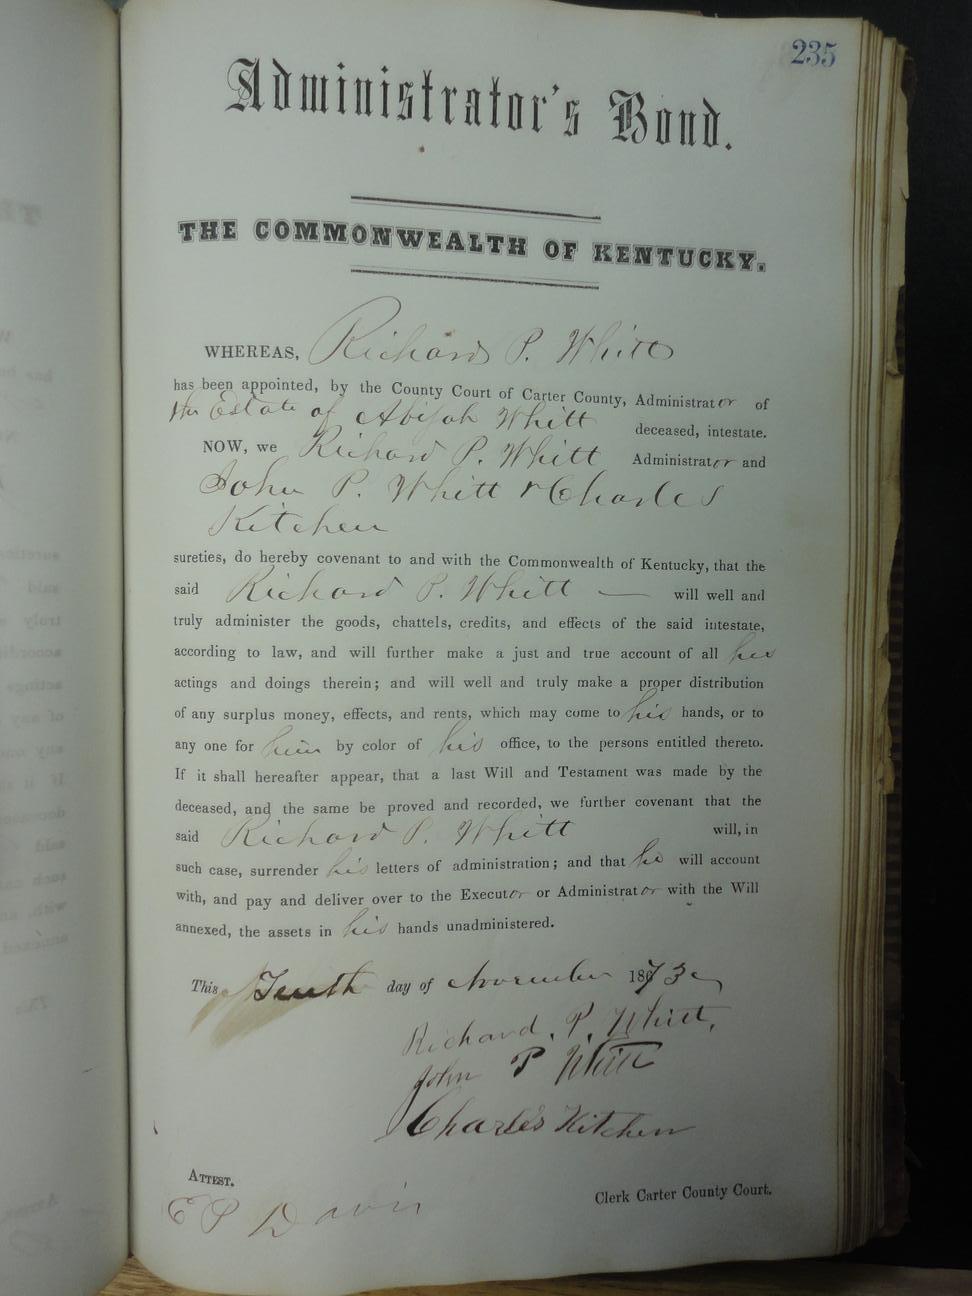 235
Administrator's Bond.
THE COMMONWEALTH OF KENTUCKY.
WHEREAS, Richard P. Whitt
has been appointed, by the County Court of Carter County, Administrator of
the Estate of Abijah Whitt deceased, intestate.
NOW, we Richard P. Whitt Administrator and
John P. Whitt & Charles
Kitchen
sureties, do hereby covenant to and with the Commonwealth of Kentucky, that the
said Richard P. Whitt — will well and
truly administer the goods, chattels, credits, and effects of the said intestate,
according to law, and will further make a just and true account of all his
actings and doings therein; and will well and truly make a proper distribution
of any surplus money, effects, and rents, which may come to his hands, or to
any one for him by color of his office, to the persons entitled thereto.
If it shall hereafter appear, that a last Will and Testament was made by the
deceased, and the same be proved and recorded, we further covenant that the
said Richard P. Whitt will, in
such case, surrender his letters of administration; and that he will account
with, and pay and deliver over to the Executor or Administrator with the Will
annexed, the assets in his hands unadministered.
This Tenth day of November 1873
Richard. P. Whitt,
John P Whitt
Charles Kitchen
ATTEST.
E P Davis Clerk Carter County Court.